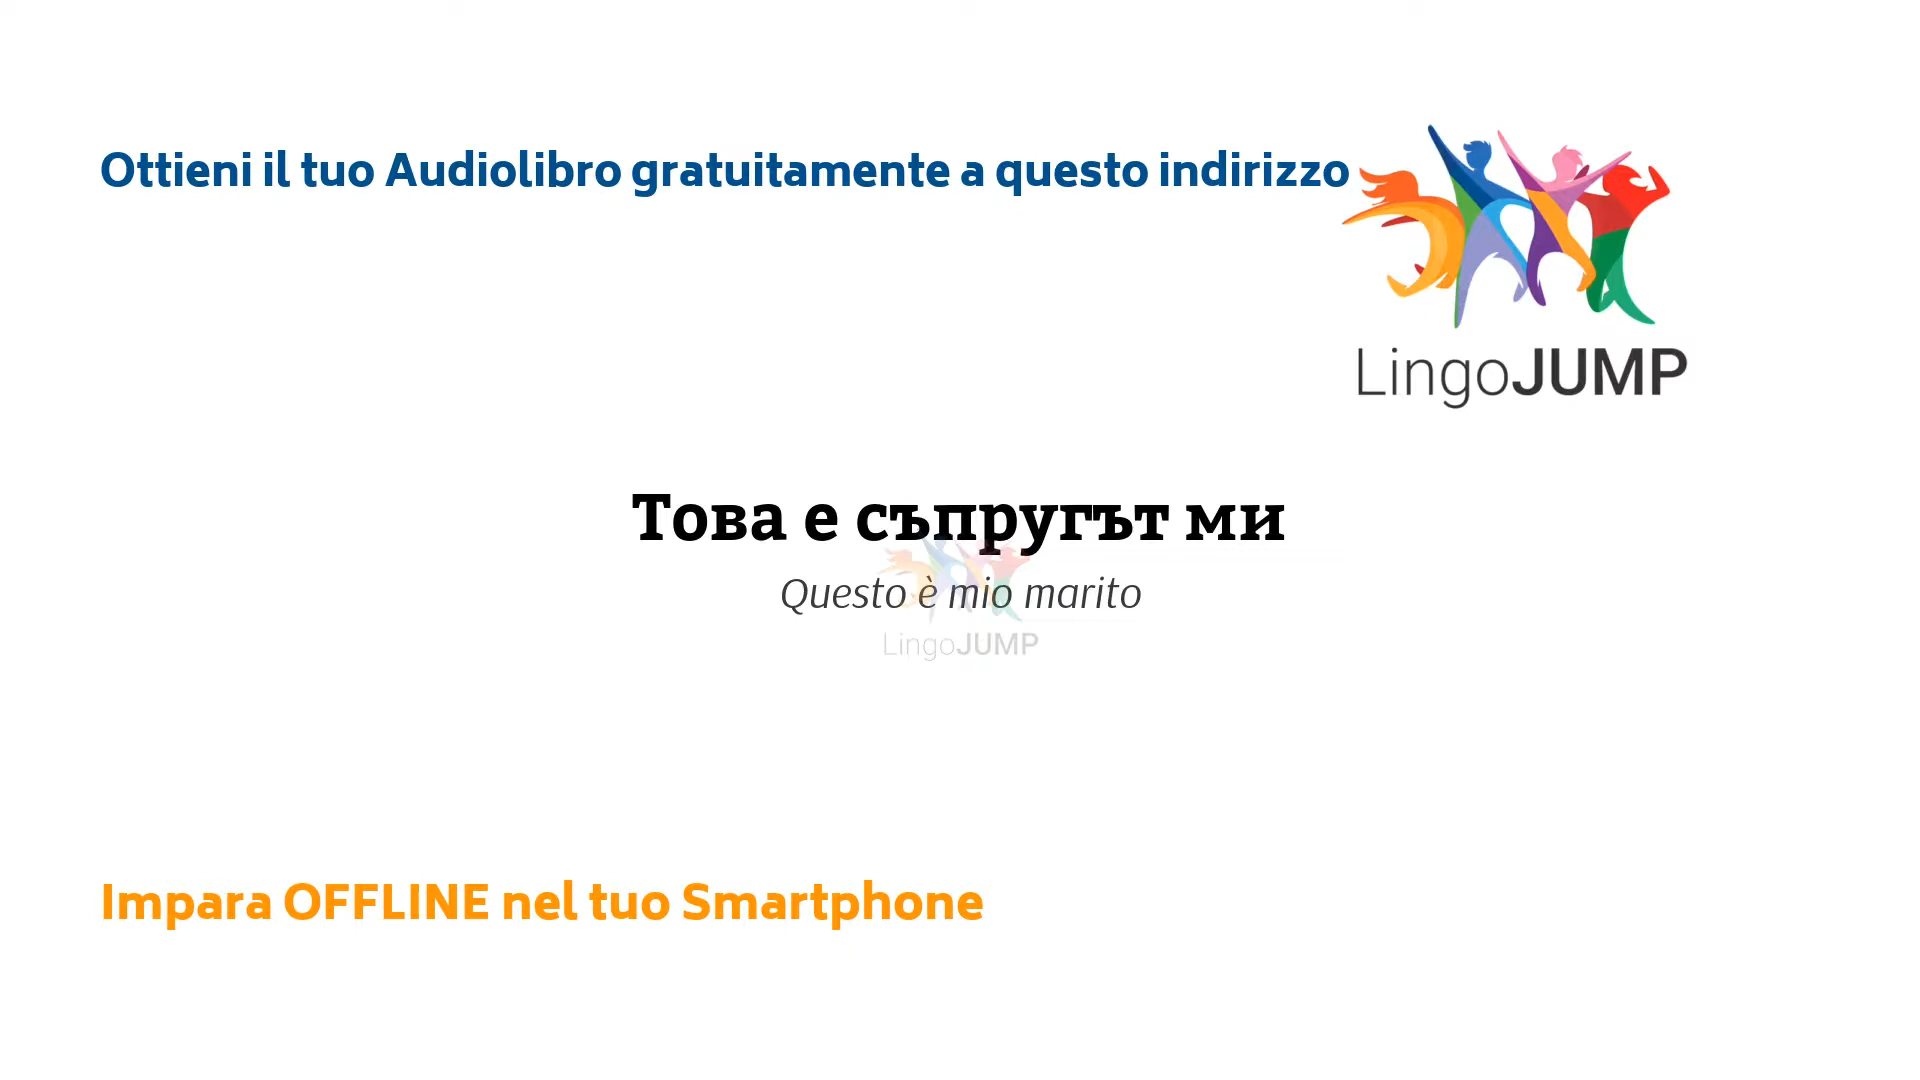 Ottieni il tuo Audiolibro gratuitamente a questo indirizzo
LingoJUMP
Това е съпругът ми
Questo è mio marito
LingoJUMP
Impara OFFLINE nel tuo Smartphone